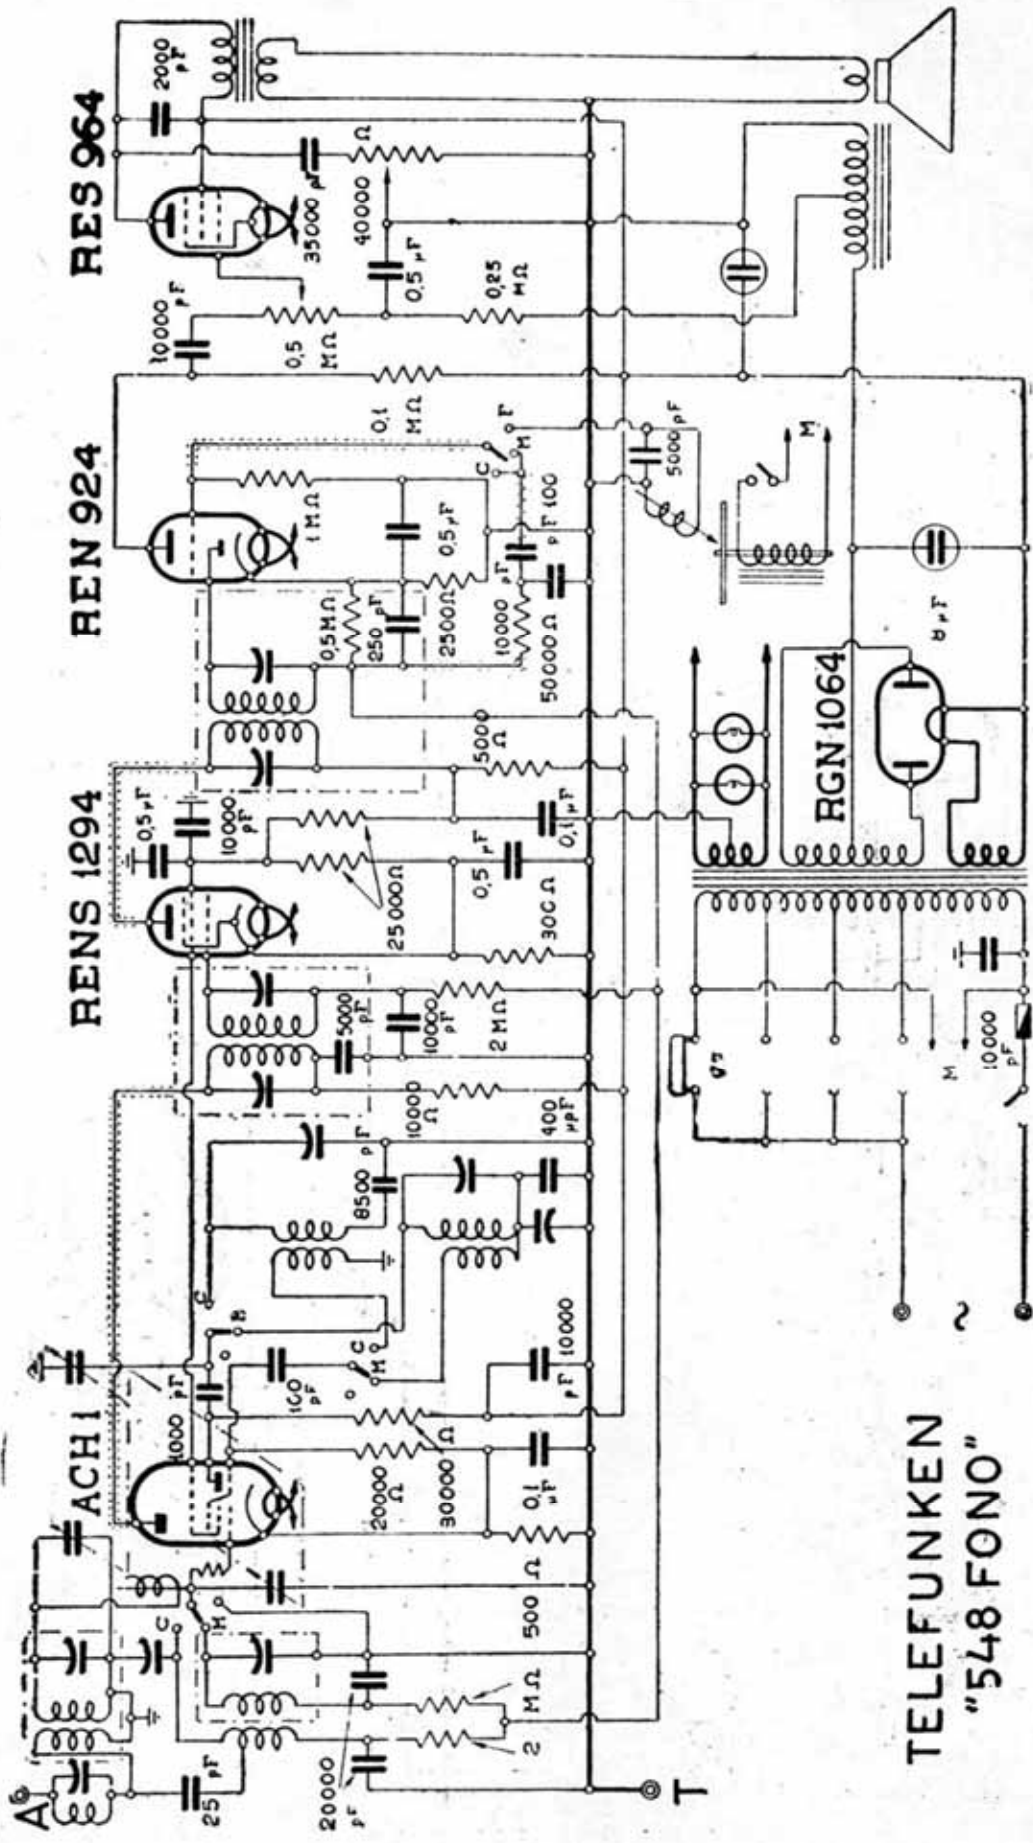 A
25 pF
20000 pF
C
M
2 MΩ
500 Ω
ACH 1
1000 pF
20000 Ω
30000 Ω
0,1 µF
10000 pF
100 pF
C
M
B
C
8500 pF
400 µµF
10000 Ω
5000 pF
10000 pF
2 MΩ
RENS 1294
0,5 µF
10000 pF
25000 Ω
0,5 µF
300 Ω
0,1 µF
5000 Ω
REN 924
0,5 MΩ
250 pF
1 MΩ
0,5 µF
2500 Ω
10000 pF
50000 Ω
pF 100
C
M
F
0,1 MΩ
5000 pF
M
RES 964
10000 pF
0,5 MΩ
0,5 µF
0,25 MΩ
35000 pF
40000 Ω
2000 pF
RGN 1064
8 µF
M
10000 pF
~
T
TELEFUNKEN
"548 FONO"